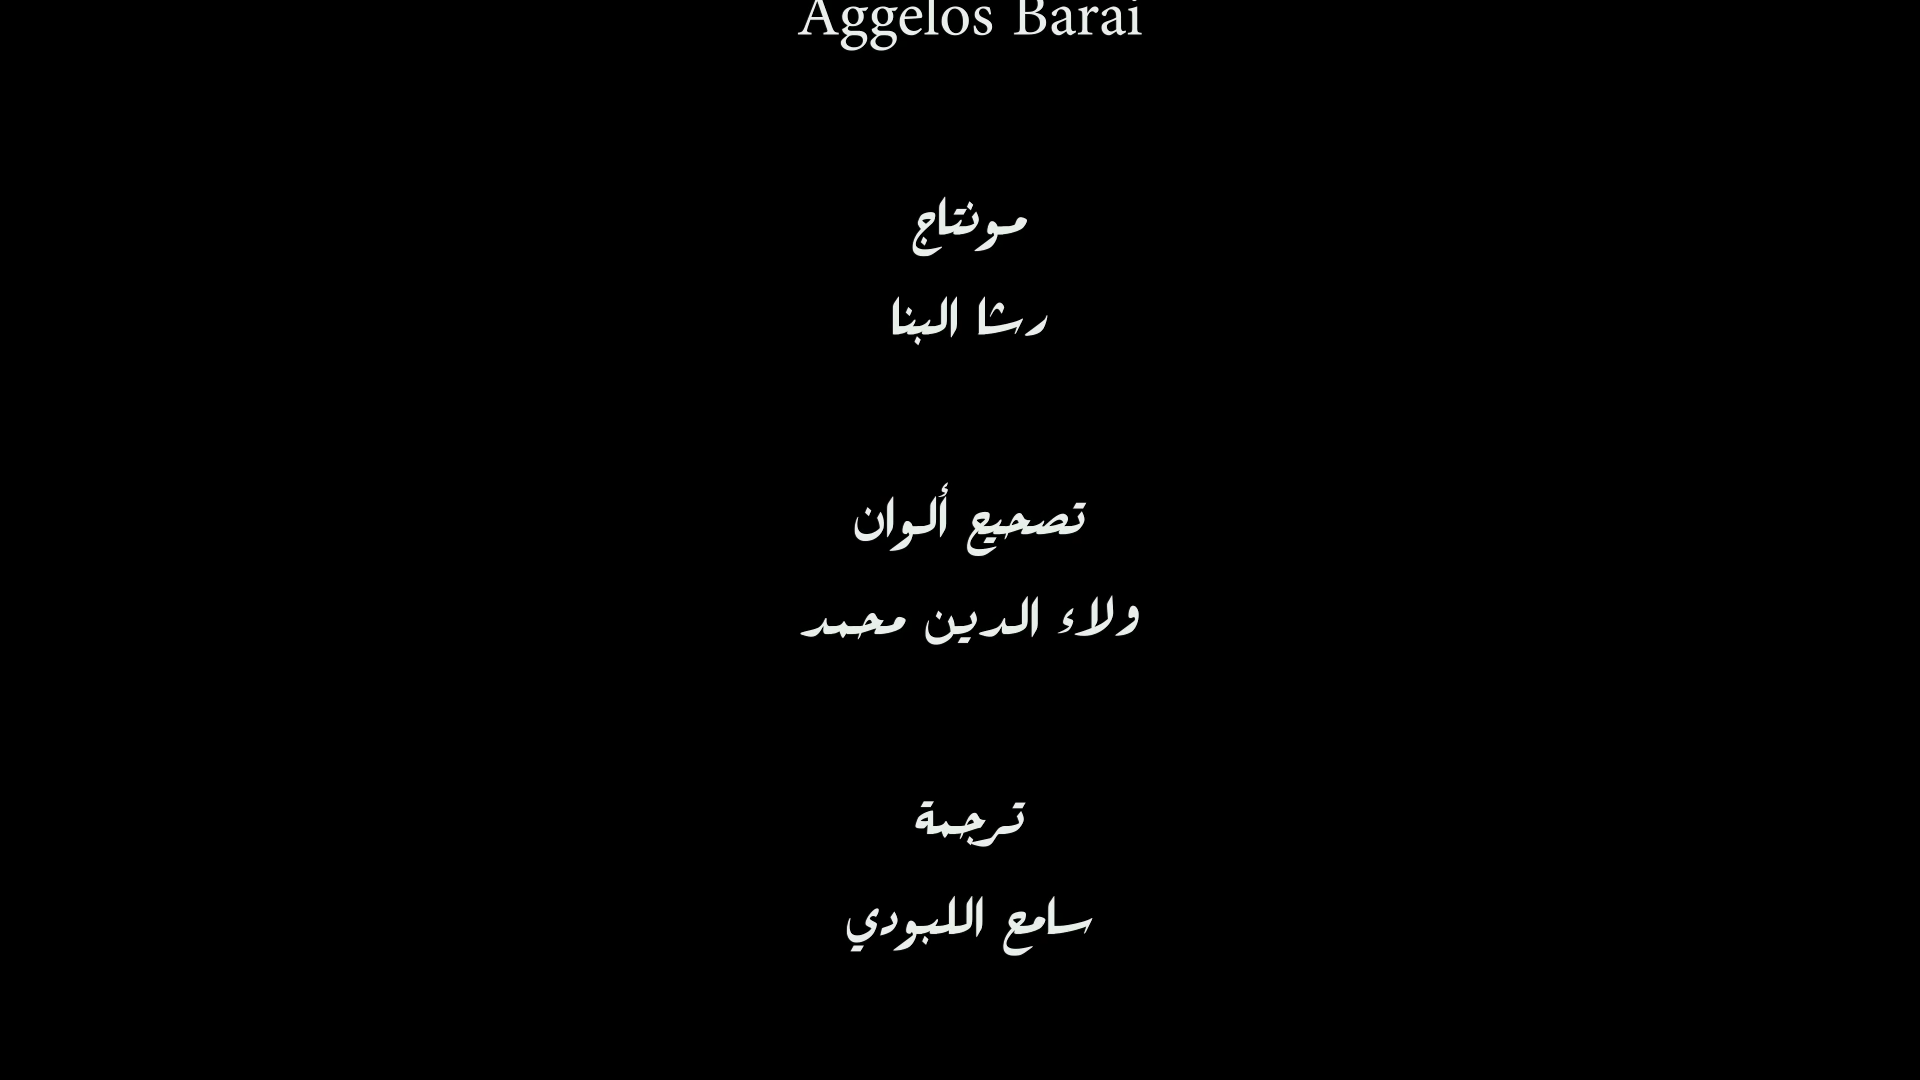 Aggelos Barai
مونتاج
رشا البنا
تصحيح ألوان
ولاء الدين محمد
ترجمة
سامح اللبودي